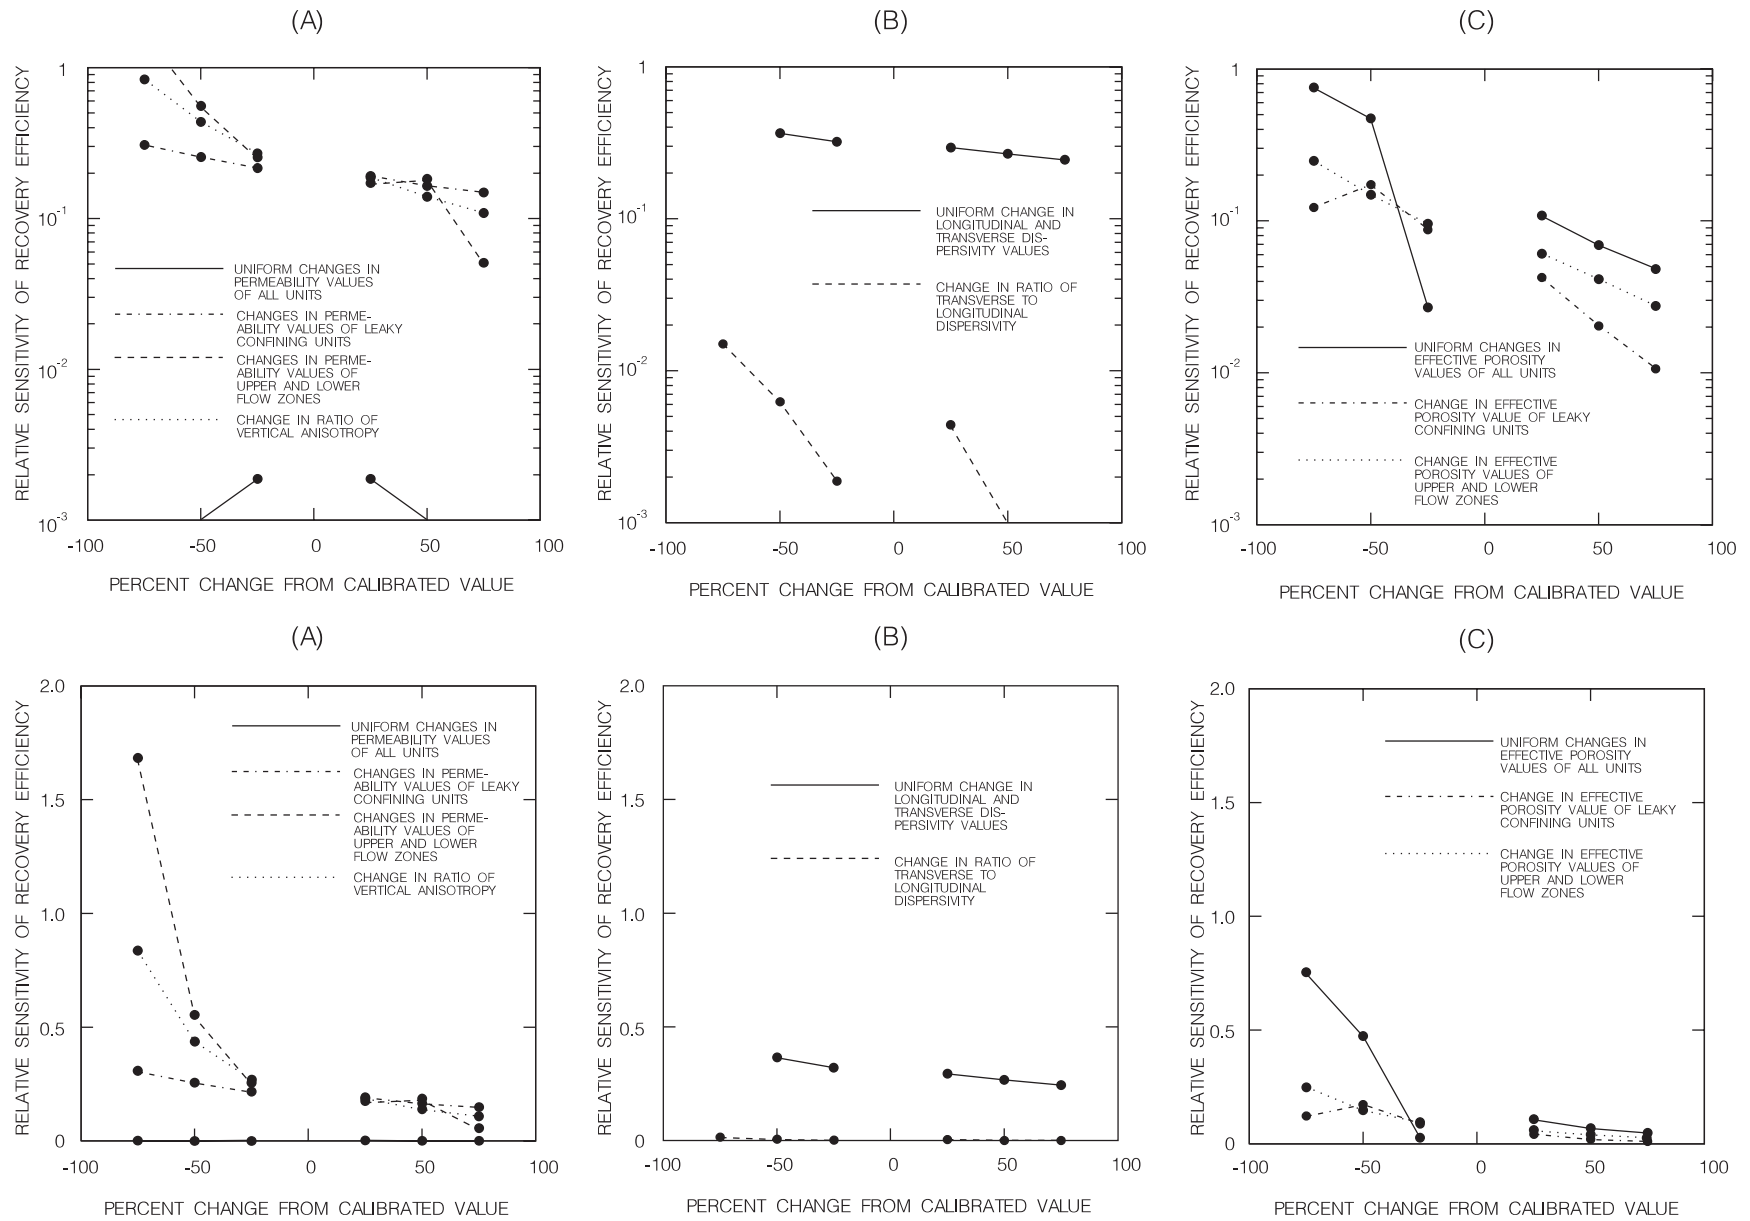 (A)
RELATIVE SENSITIVITY OF RECOVERY EFFICIENCY
1
10-1
10-2
10-3
UNIFORM CHANGES IN
PERMEABILITY VALUES
OF ALL UNITS
CHANGES IN PERME-
ABILITY VALUES OF LEAKY
CONFINING UNITS
CHANGES IN PERME-
ABILITY VALUES OF
UPPER AND LOWER
FLOW ZONES
CHANGE IN RATIO OF
VERTICAL ANISOTROPY
-100 -50 0 50 100
PERCENT CHANGE FROM CALIBRATED VALUE
(B)
RELATIVE SENSITIVITY OF RECOVERY EFFICIENCY
1
10-1
10-2
10-3
UNIFORM CHANGE IN
LONGITUDINAL AND
TRANSVERSE DIS-
PERSIVITY VALUES
CHANGE IN RATIO OF
TRANSVERSE TO
LONGITUDINAL
DISPERSIVITY
-100 -50 0 50 100
PERCENT CHANGE FROM CALIBRATED VALUE
(C)
RELATIVE SENSITIVITY OF RECOVERY EFFICIENCY
1
10-1
10-2
10-3
UNIFORM CHANGES IN
EFFECTIVE POROSITY
VALUES OF ALL UNITS
CHANGE IN EFFECTIVE
POROSITY VALUE OF LEAKY
CONFINING UNITS
CHANGE IN EFFECTIVE
POROSITY VALUES OF
UPPER AND LOWER
FLOW ZONES
-100 -50 0 50 100
PERCENT CHANGE FROM CALIBRATED VALUE
(A)
RELATIVE SENSITIVITY OF RECOVERY EFFICIENCY
2.0
1.5
1.0
0.5
0
UNIFORM CHANGES IN
PERMEABILITY VALUES
OF ALL UNITS
CHANGES IN PERME-
ABILITY VALUES OF LEAKY
CONFINING UNITS
CHANGES IN PERME-
ABILITY VALUES OF
UPPER AND LOWER
FLOW ZONES
CHANGE IN RATIO OF
VERTICAL ANISOTROPY
-100 -50 0 50 100
PERCENT CHANGE FROM CALIBRATED VALUE
(B)
RELATIVE SENSITIVITY OF RECOVERY EFFICIENCY
2.0
1.5
1.0
0.5
0
UNIFORM CHANGE IN
LONGITUDINAL AND
TRANSVERSE DIS-
PERSIVITY VALUES
CHANGE IN RATIO OF
TRANSVERSE TO
LONGITUDINAL
DISPERSIVITY
-100 -50 0 50 100
PERCENT CHANGE FROM CALIBRATED VALUE
(C)
RELATIVE SENSITIVITY OF RECOVERY EFFICIENCY
2.0
1.5
1.0
0.5
0
UNIFORM CHANGES IN
EFFECTIVE POROSITY
VALUES OF ALL UNITS
CHANGE IN EFFECTIVE
POROSITY VALUE OF LEAKY
CONFINING UNITS
CHANGE IN EFFECTIVE
POROSITY VALUES OF
UPPER AND LOWER
FLOW ZONES
-100 -50 0 50 100
PERCENT CHANGE FROM CALIBRATED VALUE